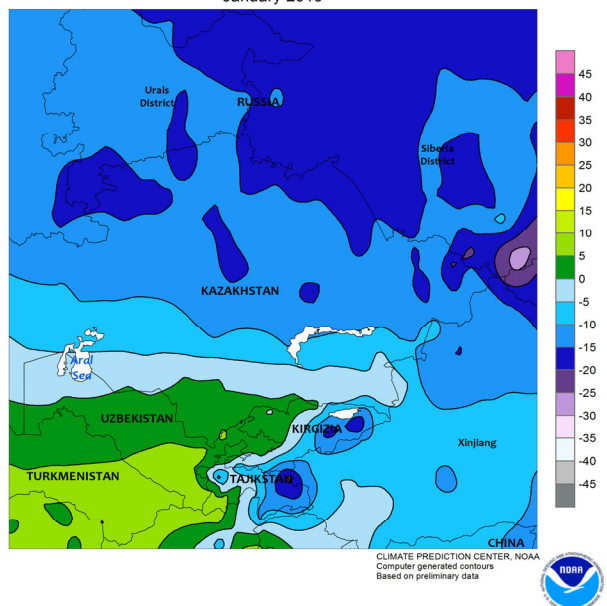 January 2010
Urals
District
RUSSIA
Siberia
District
KAZAKHSTAN
Aral
Sea
UZBEKISTAN
KIRGIZIA
Xinjiang
TURKMENISTAN
TAJIKSTAN
CHINA
45
40
35
30
25
20
15
10
5
0
-5
-10
-15
-20
-25
-30
-35
-40
-45
CLIMATE PREDICTION CENTER, NOAA
Computer generated contours
Based on preliminary data
NOAA